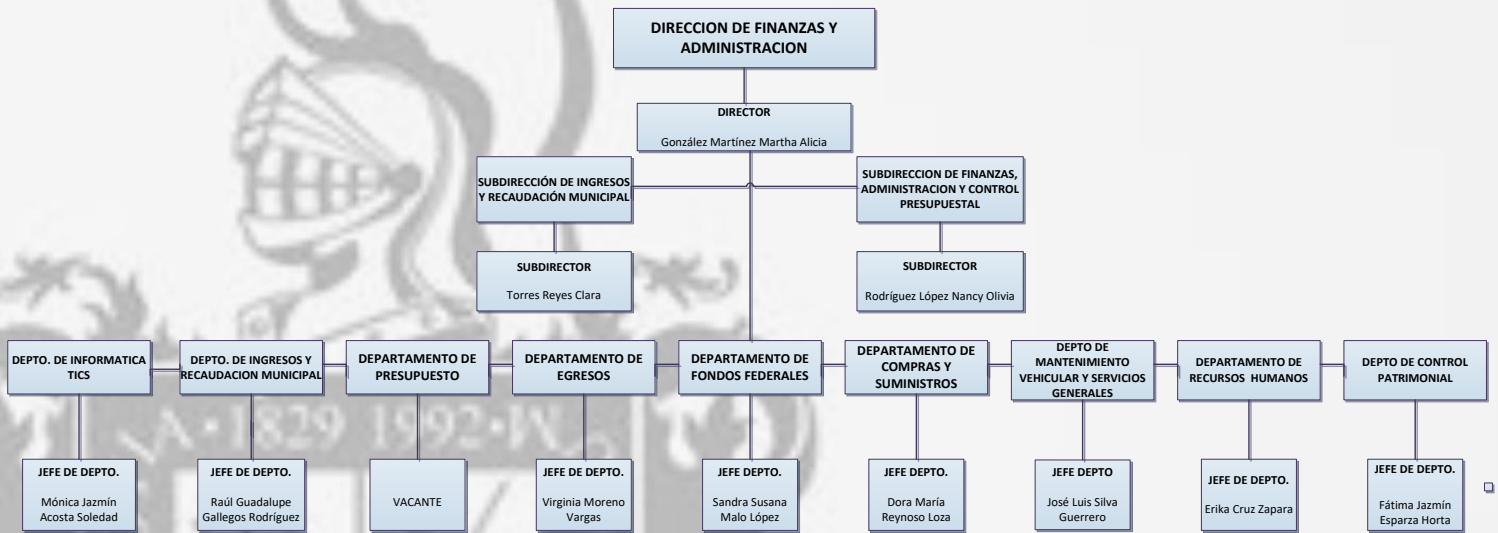 DIRECCION DE FINANZAS Y
ADMINISTRACION
DIRECTOR
González Martínez Martha Alicia
SUBDIRECCIÓN DE INGRESOS
Y RECAUDACIÓN MUNICIPAL
SUBDIRECCION DE FINANZAS,
ADMINISTRACION Y CONTROL
PRESUPUESTAL
SUBDIRECTOR
Torres Reyes Clara
SUBDIRECTOR
Rodríguez López Nancy Olivia
DEPTO. DE INFORMATICA
TICS
DEPTO. DE INGRESOS Y
RECAUDACION MUNICIPAL
DEPARTAMENTO DE
PRESUPUESTO
DEPARTAMENTO DE
EGRESOS
DEPARTAMENTO DE
FONDOS FEDERALES
DEPARTAMENTO DE
COMPRAS Y
SUMINISTROS
DEPTO DE
MANTENIMIENTO
VEHICULAR Y SERVICIOS
GENERALES
DEPARTAMENTO DE
RECURSOS HUMANOS
DEPTO DE CONTROL
PATRIMONIAL
A•1829 1992•
JEFE DE DEPTO.
Mónica Jazmín
Acosta Soledad
JEFE DE DEPTO.
Raúl Guadalupe
Gallegos Rodríguez
VACANTE
JEFE DE DEPTO.
Virginia Moreno
Vargas
JEFE DEPTO.
Sandra Susana
Malo López
JEFE DEPTO.
Dora María
Reynoso Loza
JEFE DEPTO
José Luis Silva
Guerrero
JEFE DE DEPTO.
Erika Cruz Zapara
JEFE DE DEPTO.
Fátima Jazmín
Esparza Horta